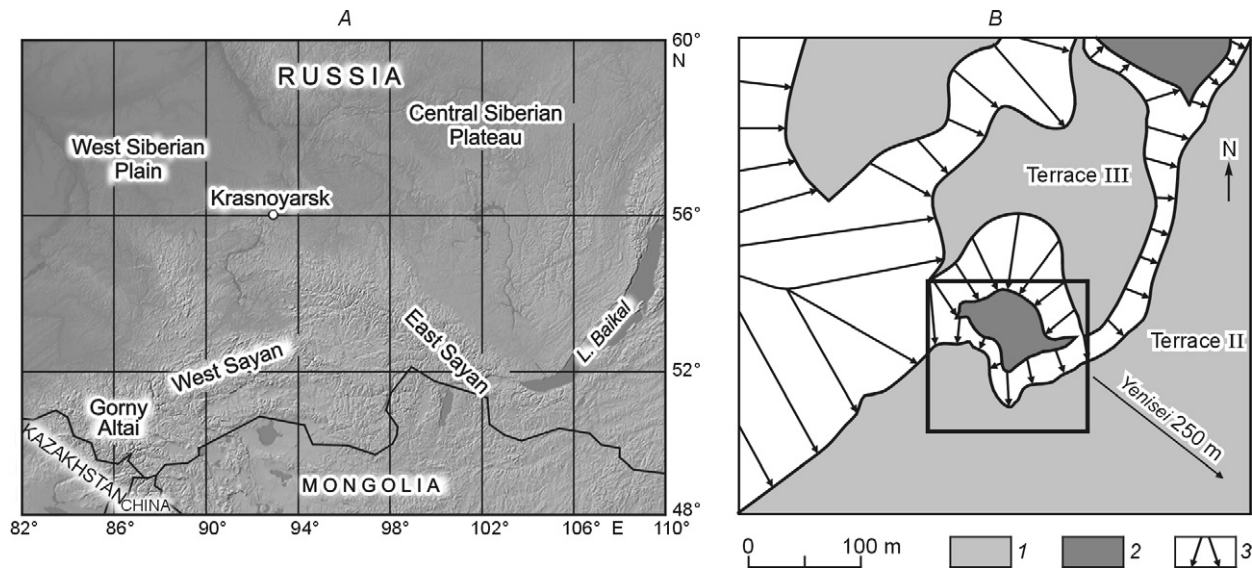 A
60°
N
RUSSIA
Central Siberian
Plateau
West Siberian
Plain
Krasnoyarsk
56°
L. Baikal
East Sayan
West Sayan
52°
Gorny
Altai
KAZAKHSTAN
CHINA
MONGOLIA
48°
82° 86° 90° 94° 98° 102° 106° E 110°
B
N
Terrace III
Terrace II
Yenisei 250 m
0 100 m
1 2 3